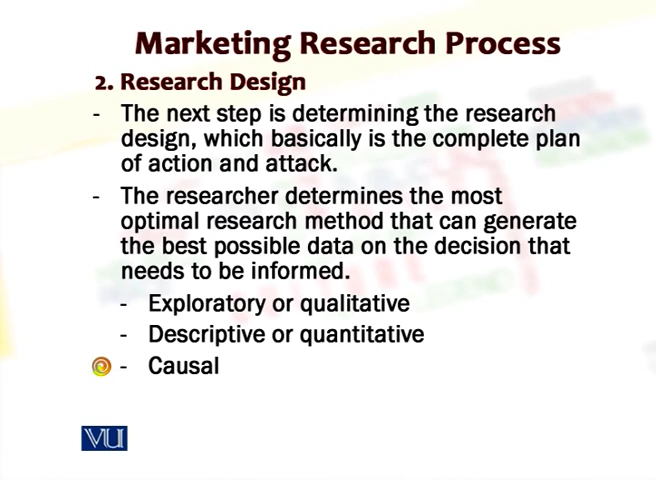 Marketing Research Process
2. Research Design
- The next step is determining the research
design, which basically is the complete plan
of action and attack.
- The researcher determines the most
optimal research method that can generate
the best possible data on the decision that
needs to be informed.
- Exploratory or qualitative
- Descriptive or quantitative
- Causal
VU